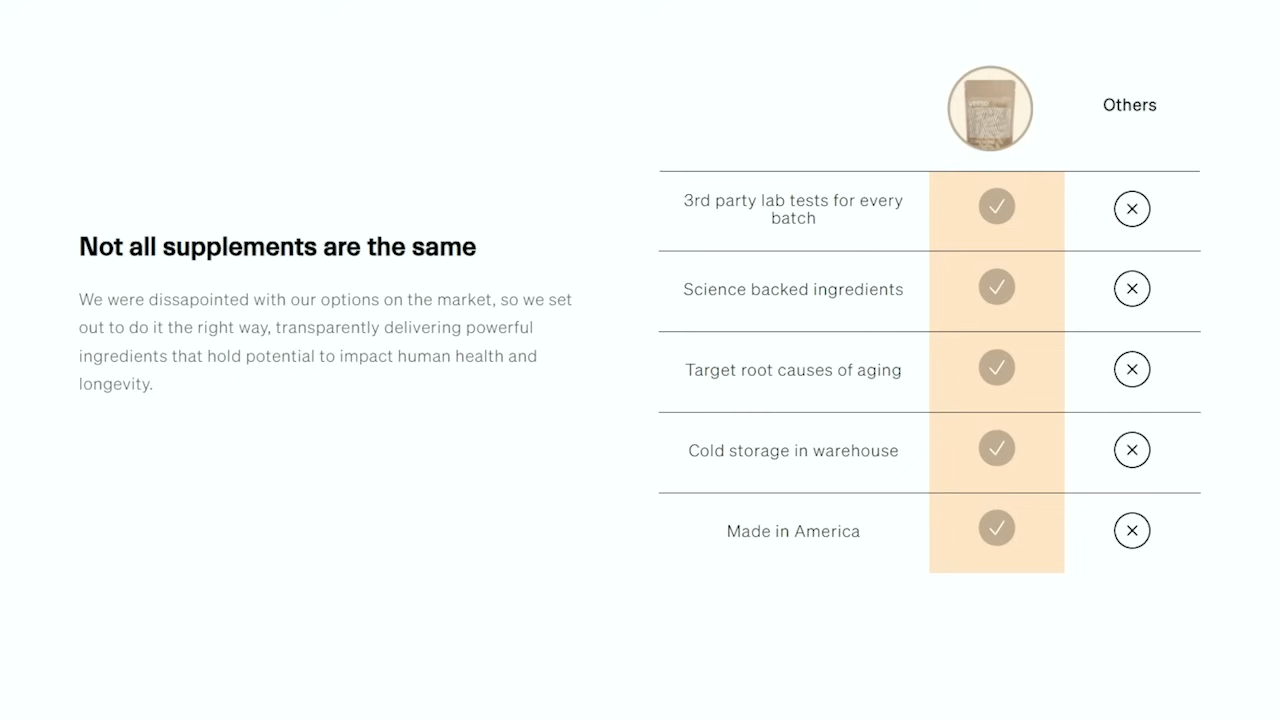 Others
3rd party lab tests for every
batch
Not all supplements are the same
Science backed ingredients
We were dissapointed with our options on the market, so we set
out to do it the right way, transparently delivering powerful
ingredients that hold potential to impact human health and
longevity.
Target root causes of aging
Cold storage in warehouse
Made in America